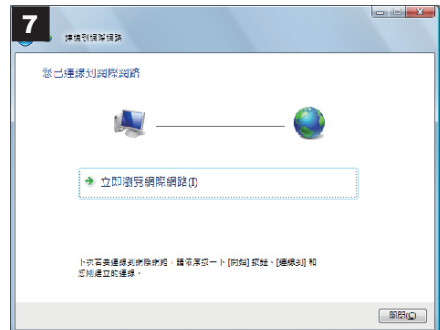 7
連線到網際網路
您已連線到網際網路
立即瀏覽網際網路(I)
下次若要連線到網際網路，請依序按一下 [開始] 按鈕、[連線到] 和
您剛建立的連線。
關閉(C)